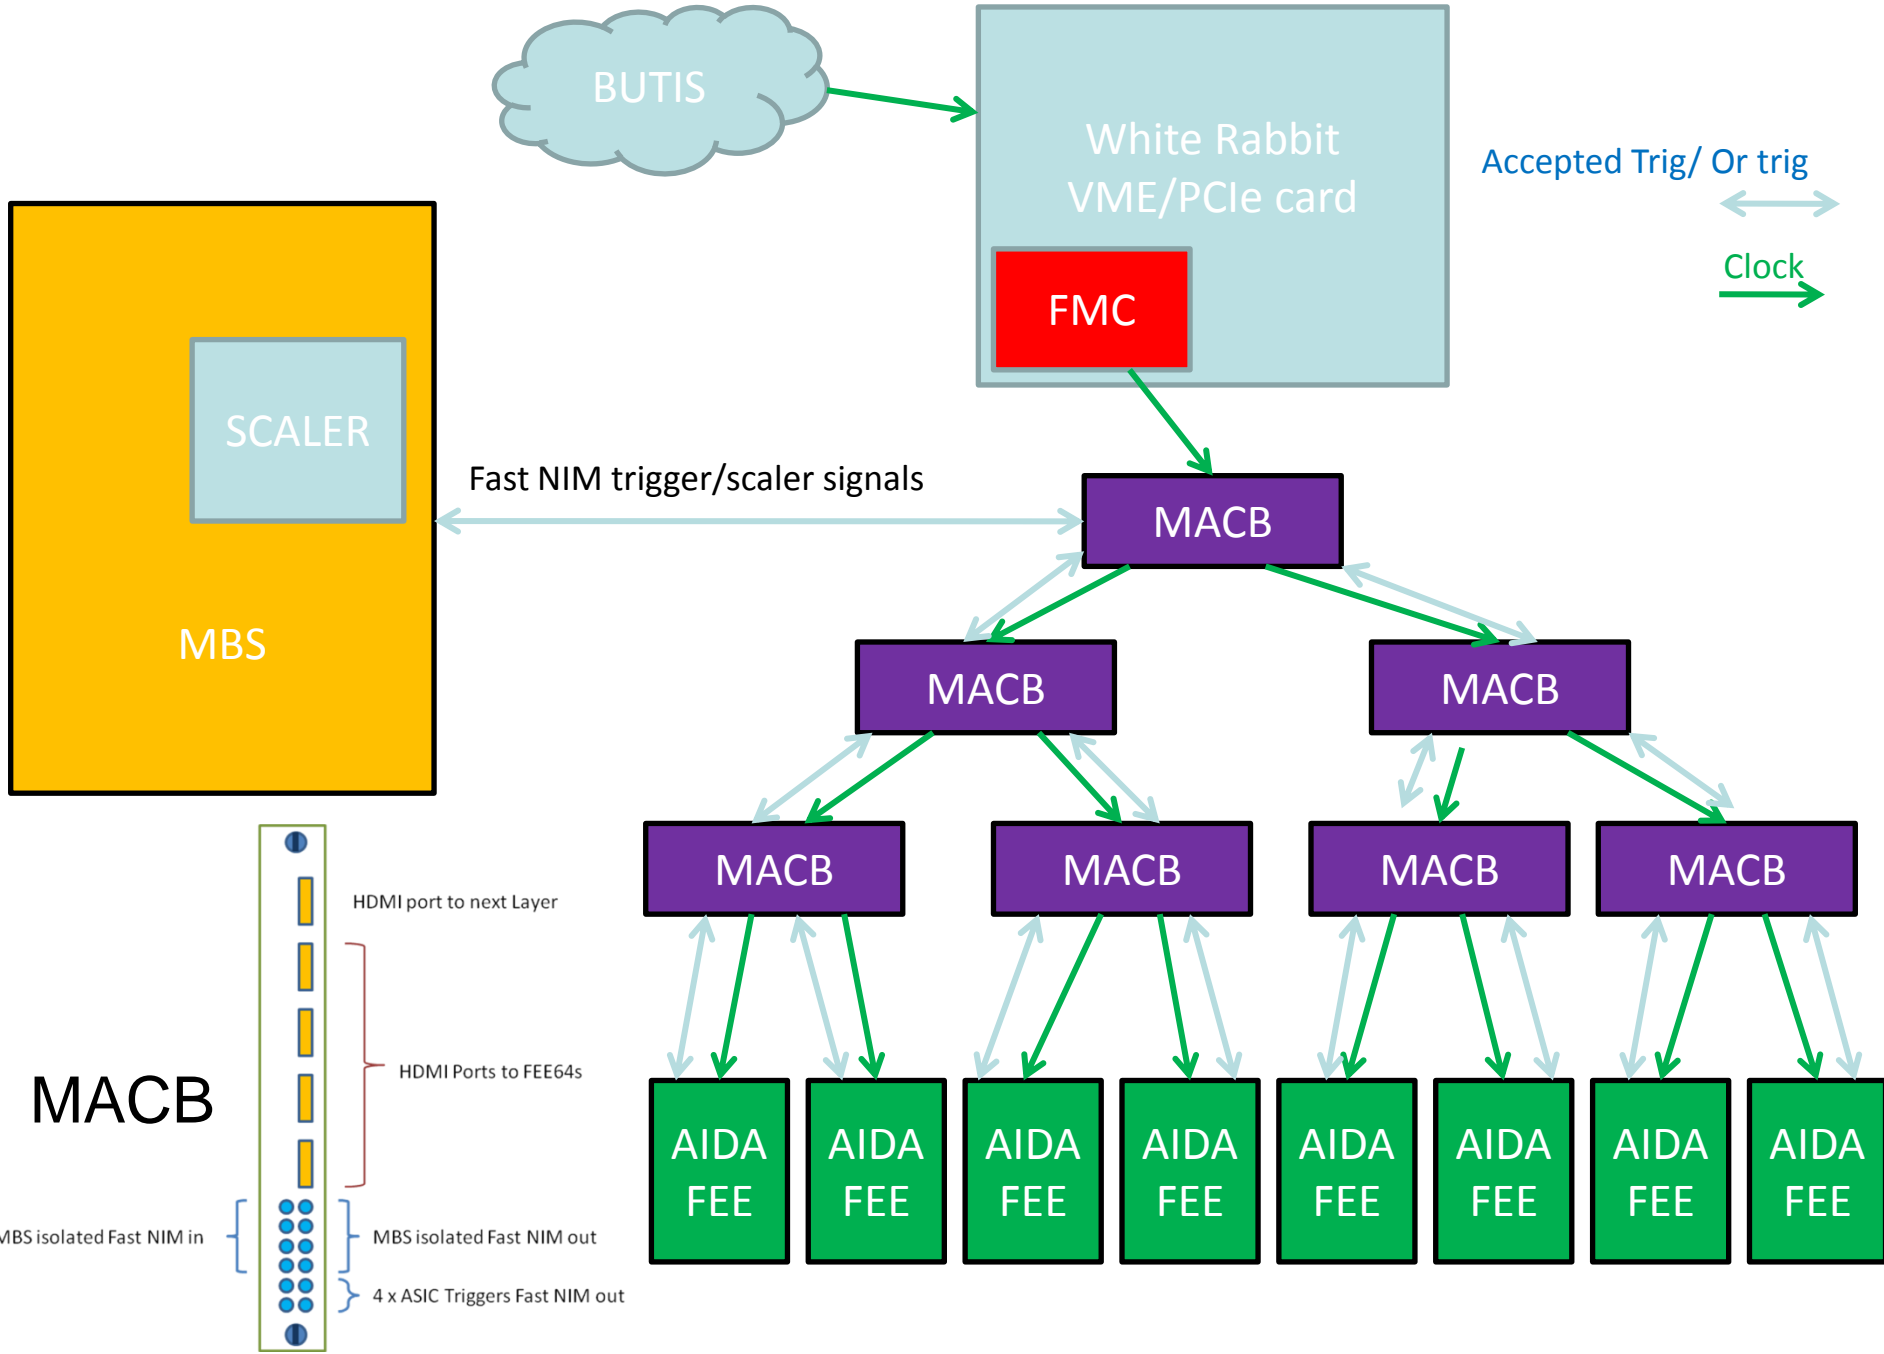 BUTIS
White Rabbit
VME/PCIe card
FMC
Accepted Trig/ Or trig
Clock
SCALER
MBS
Fast NIM trigger/scaler signals
MACB
MACB
MACB
MACB
MACB
MACB
MACB
AIDA
FEE
AIDA
FEE
AIDA
FEE
AIDA
FEE
AIDA
FEE
AIDA
FEE
AIDA
FEE
AIDA
FEE
MACB
HDMI port to next Layer
HDMI Ports to FEE64s
MBS isolated Fast NIM in
MBS isolated Fast NIM out
4 x ASIC Triggers Fast NIM out